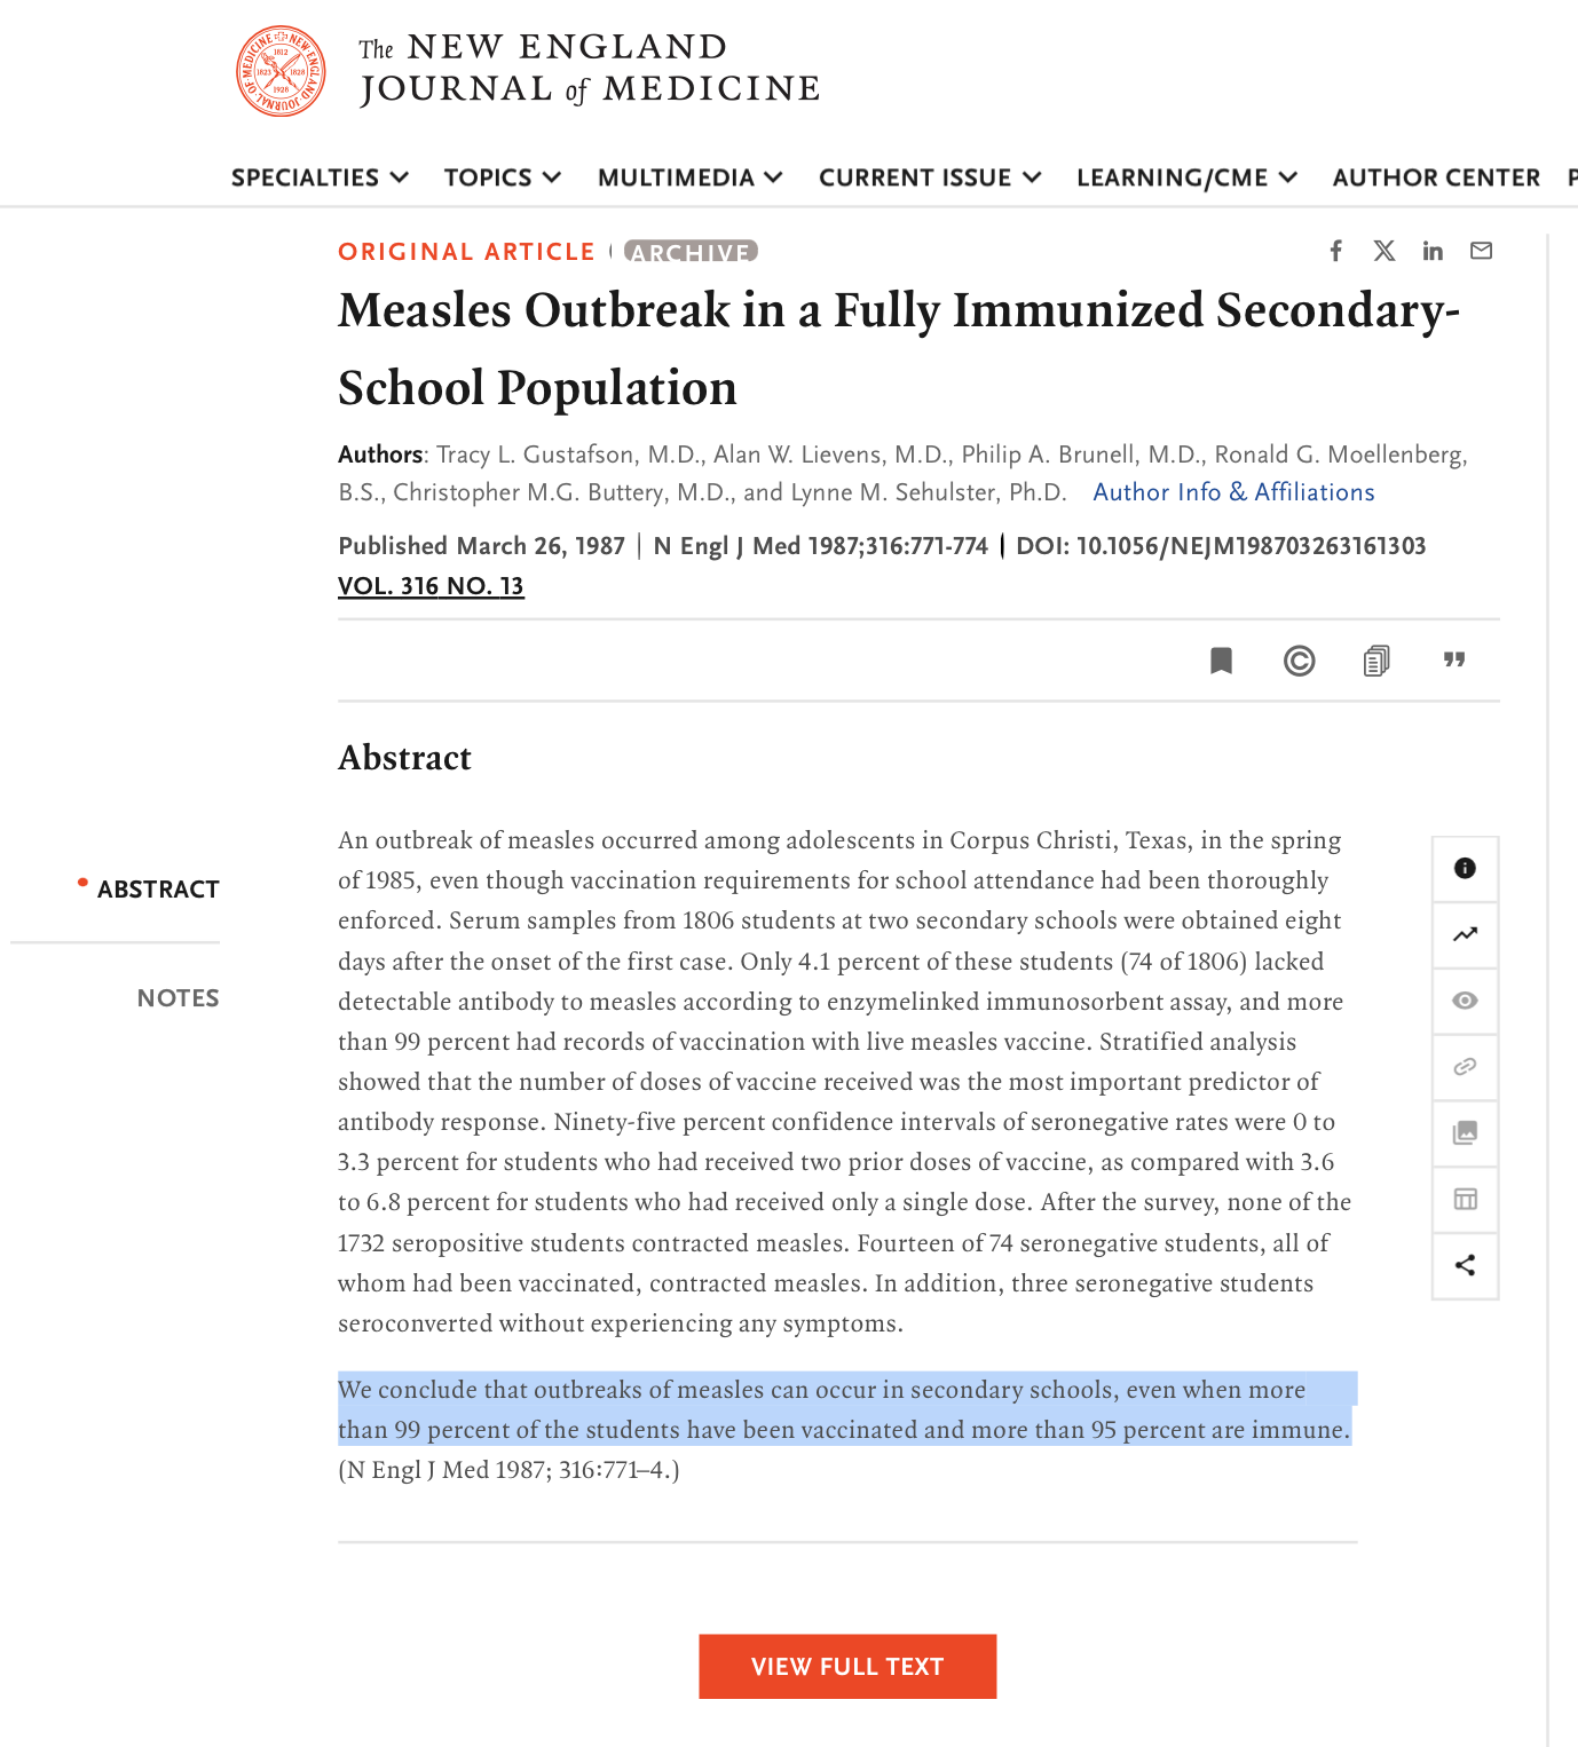 The NEW ENGLAND
JOURNAL of MEDICINE
SPECIALTIES TOPICS MULTIMEDIA CURRENT ISSUE LEARNING/CME AUTHOR CENTER
ORIGINAL ARTICLE ARCHIVE
Measles Outbreak in a Fully Immunized Secondary-
School Population
Authors: Tracy L. Gustafson, M.D., Alan W. Lievens, M.D., Philip A. Brunell, M.D., Ronald G. Moellenberg,
B.S., Christopher M.G. Buttery, M.D., and Lynne M. Sehulster, Ph.D. Author Info & Affiliations
Published March 26, 1987 | N Engl J Med 1987;316:771-774 | DOI: 10.1056/NEJM198703263161303
VOL. 316 NO. 13
Abstract
An outbreak of measles occurred among adolescents in Corpus Christi, Texas, in the spring
of 1985, even though vaccination requirements for school attendance had been thoroughly
enforced. Serum samples from 1806 students at two secondary schools were obtained eight
days after the onset of the first case. Only 4.1 percent of these students (74 of 1806) lacked
detectable antibody to measles according to enzymelinked immunosorbent assay, and more
than 99 percent had records of vaccination with live measles vaccine. Stratified analysis
showed that the number of doses of vaccine received was the most important predictor of
antibody response. Ninety-five percent confidence intervals of seronegative rates were 0 to
3.3 percent for students who had received two prior doses of vaccine, as compared with 3.6
to 6.8 percent for students who had received only a single dose. After the survey, none of the
1732 seropositive students contracted measles. Fourteen of 74 seronegative students, all of
whom had been vaccinated, contracted measles. In addition, three seronegative students
seroconverted without experiencing any symptoms.
We conclude that outbreaks of measles can occur in secondary schools, even when more
than 99 percent of the students have been vaccinated and more than 95 percent are immune.
(N Engl J Med 1987; 316:771–4.)
ABSTRACT
NOTES
VIEW FULL TEXT